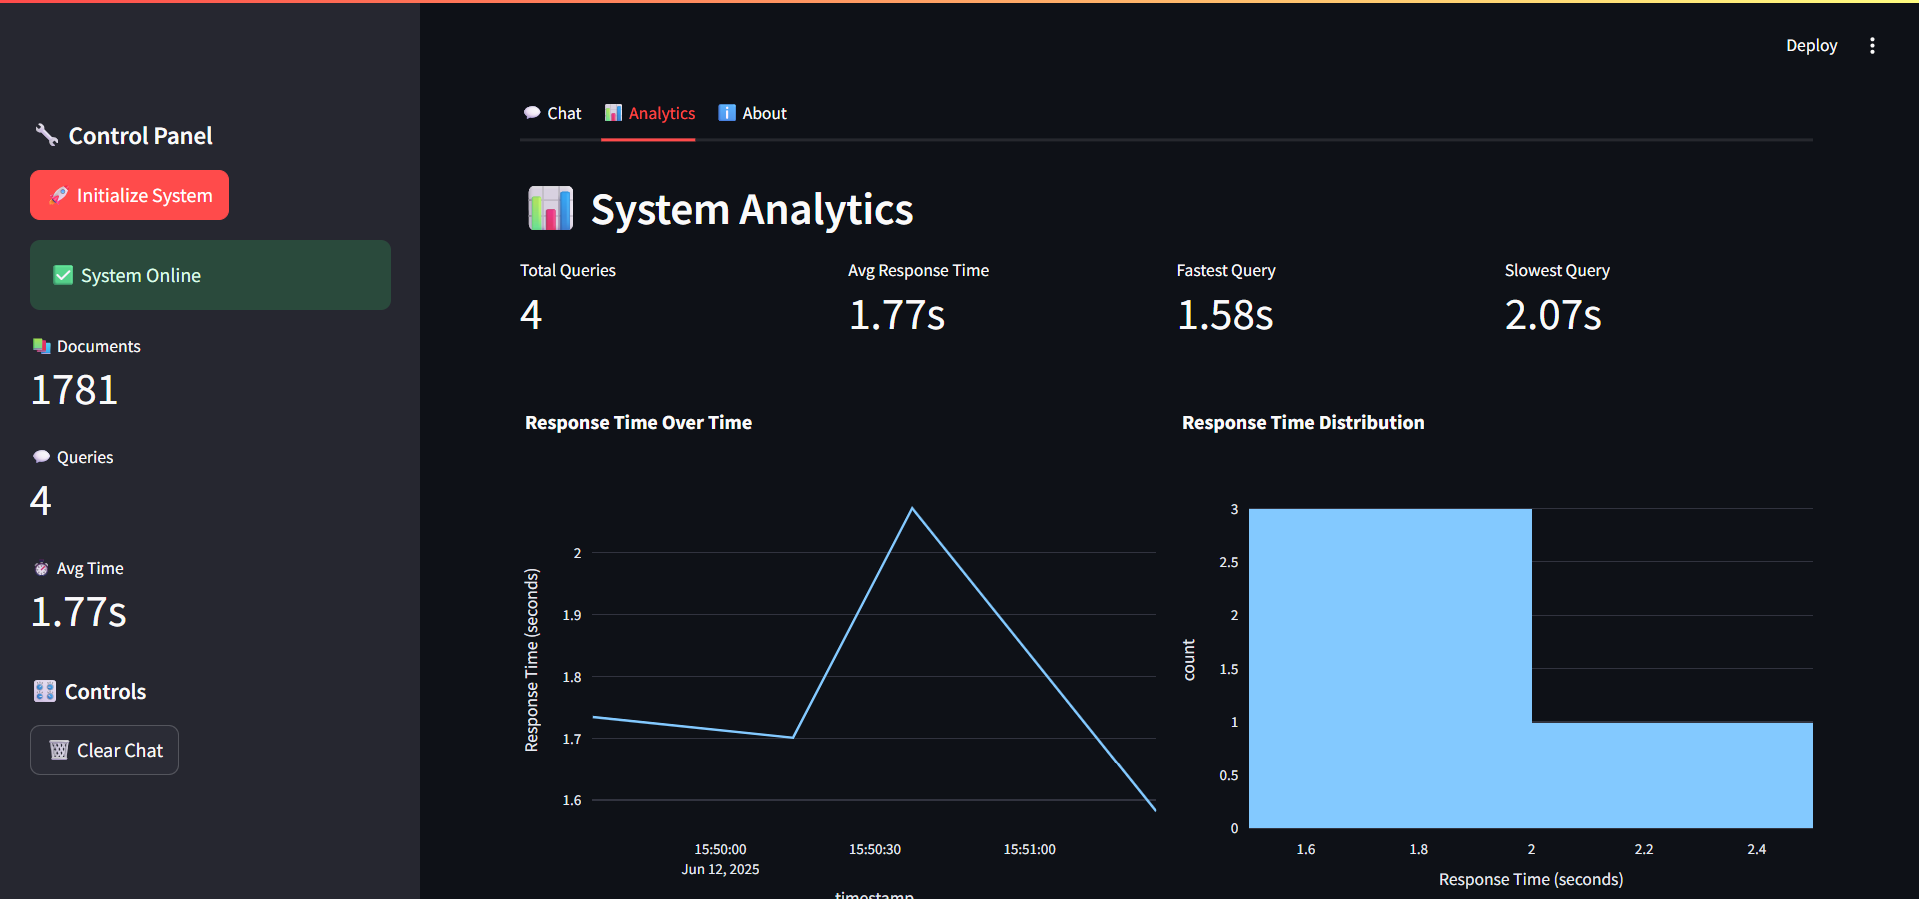 Deploy
Control Panel
Initialize System
System Online
Documents
1781
Queries
4
Avg Time
1.77s
Controls
Clear Chat
Chat
Analytics
About
System Analytics
Total Queries
4
Avg Response Time
1.77s
Fastest Query
1.58s
Slowest Query
2.07s
Response Time Over Time
Response Time (seconds)
2
1.9
1.8
1.7
1.6
15:50:00
Jun 12, 2025
15:50:30
15:51:00
timestamp
Response Time Distribution
count
3
2.5
2
1.5
1
0.5
0
1.6
1.8
2
2.2
2.4
Response Time (seconds)